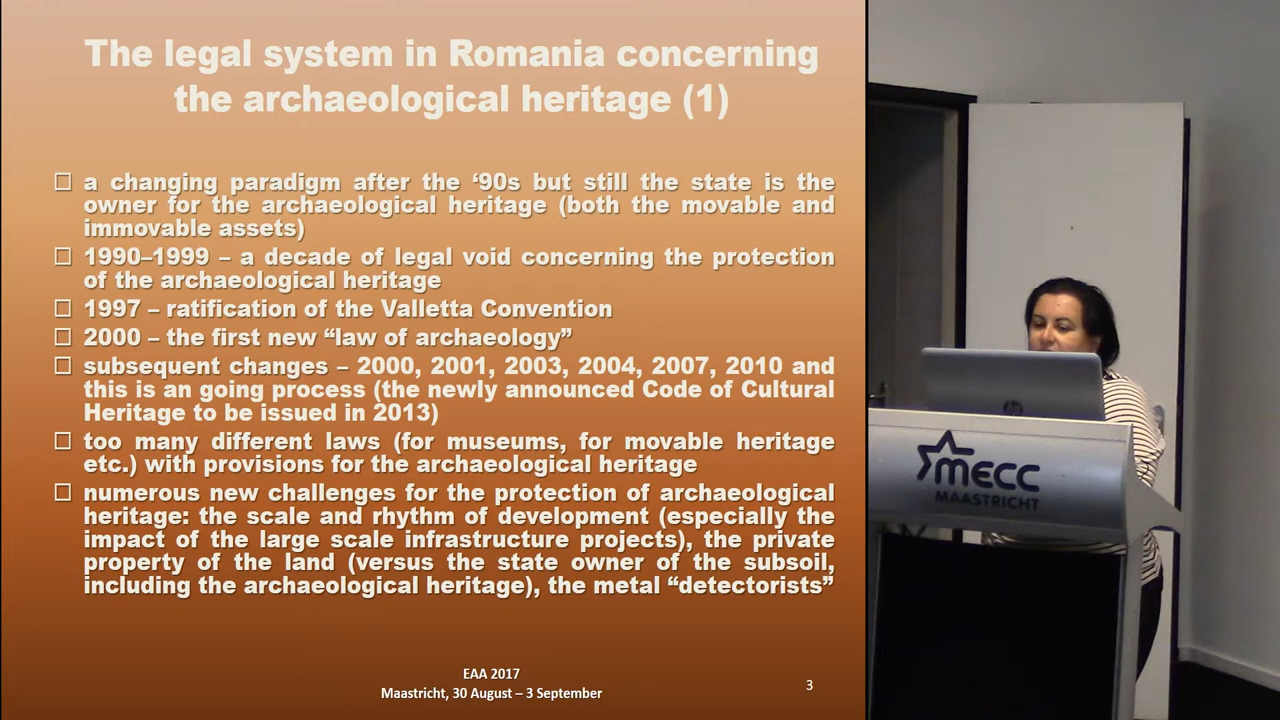 The legal system in Romania concerning
the archaeological heritage (1)
☐ a changing paradigm after the ‘90s but still the state is the
owner for the archaeological heritage (both the movable and
immovable assets)
☐ 1990–1999 – a decade of legal void concerning the protection
of the archaeological heritage
☐ 1997 – ratification of the Valletta Convention
☐ 2000 – the first new “law of archaeology”
☐ subsequent changes – 2000, 2001, 2003, 2004, 2007, 2010 and
this is an going process (the newly announced Code of Cultural
Heritage to be issued in 2013)
☐ too many different laws (for museums, for movable heritage
etc.) with provisions for the archaeological heritage
☐ numerous new challenges for the protection of archaeological
heritage: the scale and rhythm of development (especially the
impact of the large scale infrastructure projects), the private
property of the land (versus the state owner of the subsoil,
including the archaeological heritage), the metal “detectorists”
EAA 2017
Maastricht, 30 August – 3 September
3
hp
mecc
MAASTRICHT